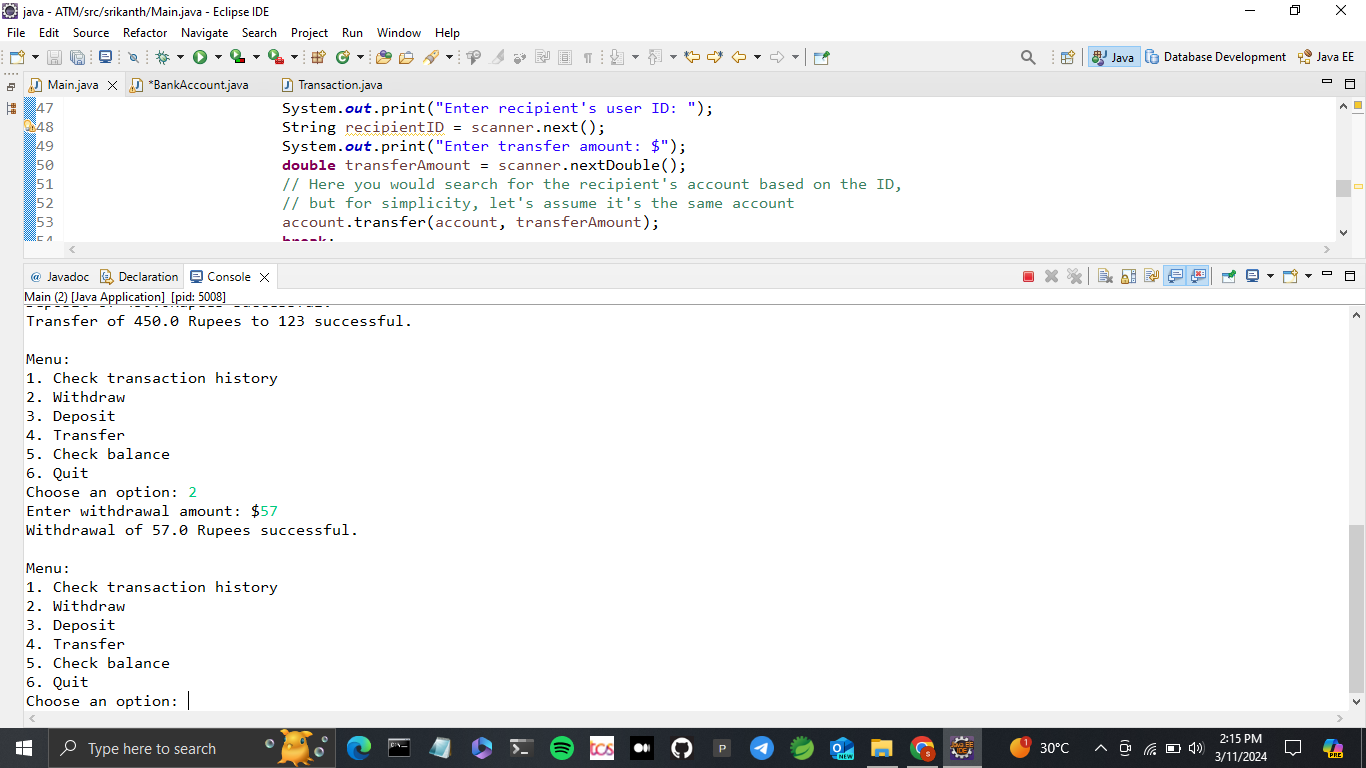 java - ATM/src/srikanth/Main.java - Eclipse IDE
File Edit Source Refactor Navigate Search Project Run Window Help
Java Database Development Java EE
Main.java *BankAccount.java Transaction.java
47 System.out.print("Enter recipient's user ID: ");
48 String recipientID = scanner.next();
49 System.out.print("Enter transfer amount: $");
50 double transferAmount = scanner.nextDouble();
51 // Here you would search for the recipient's account based on the ID,
52 // but for simplicity, let's assume it's the same account
53 account.transfer(account, transferAmount);
54 break;
@ Javadoc Declaration Console
Main (2) [Java Application] [pid: 5008]
Transfer of 450.0 Rupees to 123 successful.
Menu:
1. Check transaction history
2. Withdraw
3. Deposit
4. Transfer
5. Check balance
6. Quit
Choose an option: 2
Enter withdrawal amount: $57
Withdrawal of 57.0 Rupees successful.
Menu:
1. Check transaction history
2. Withdraw
3. Deposit
4. Transfer
5. Check balance
6. Quit
Choose an option:
Type here to search
tcs
P
NEW
S
1
30°C
2:15 PM
3/11/2024
PRE